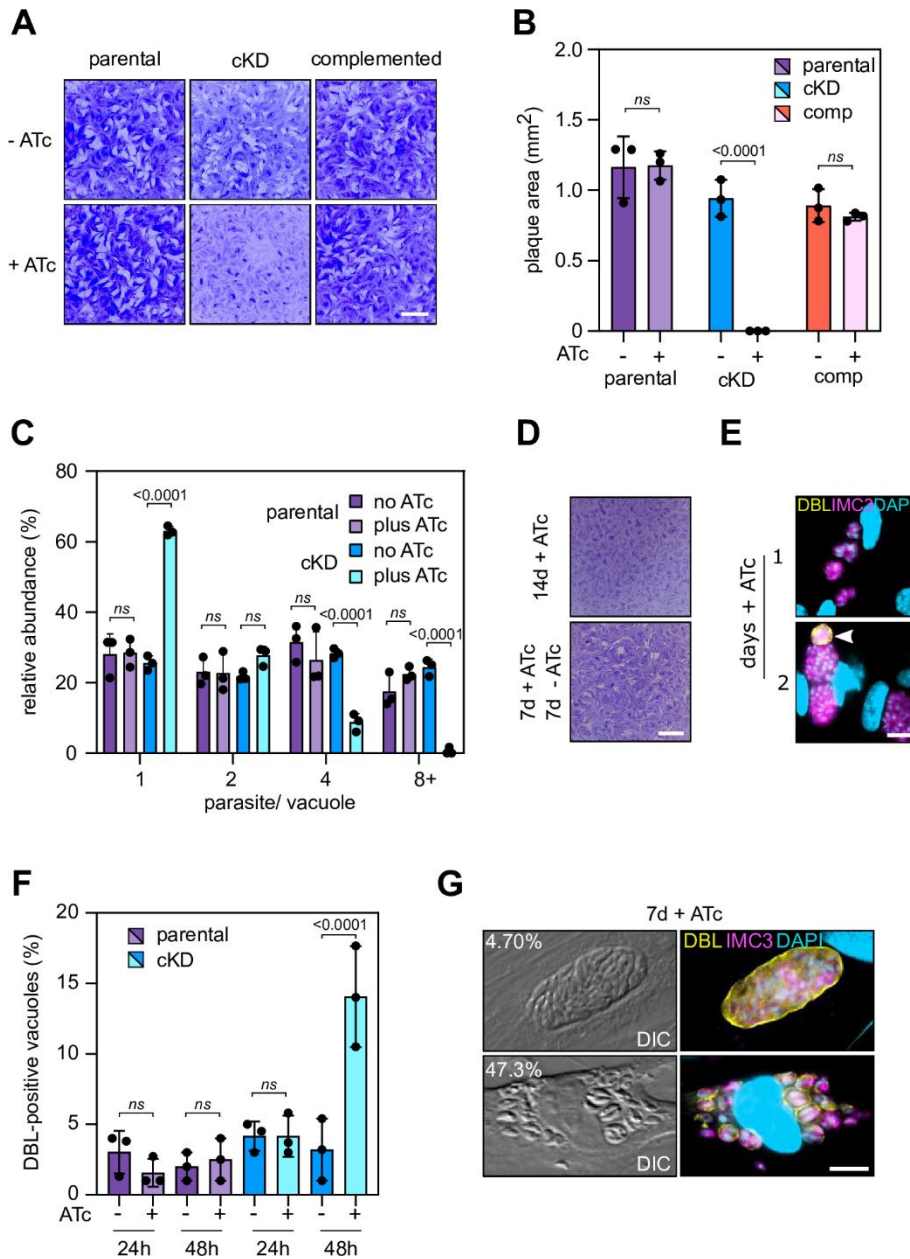 A
parental cKD complemented
- ATc
+ ATc
B
plaque area (mm²)
2.0
1.5
1.0
0.5
0
parental
cKD
comp
ns
<0.0001
ns
ATc - + - + - +
parental cKD comp
C
relative abundance (%)
80
60
40
20
0
<0.0001
parental
no ATc
plus ATc
cKD
no ATc
plus ATc
ns
ns ns
ns <0.0001
ns <0.0001
1 2 4 8+
parasite/ vacuole
D
14d + ATc
7d + ATc
7d - ATc
E
DBL IMC3 DAPI
days + ATc
1
2
F
DBL-positive vacuoles (%)
20
15
10
5
0
parental
cKD
ns
ns
ns
<0.0001
ATc - + - + - + - +
24h 48h 24h 48h
G
7d + ATc
4.70%
DIC
DBL IMC3 DAPI
47.3%
DIC